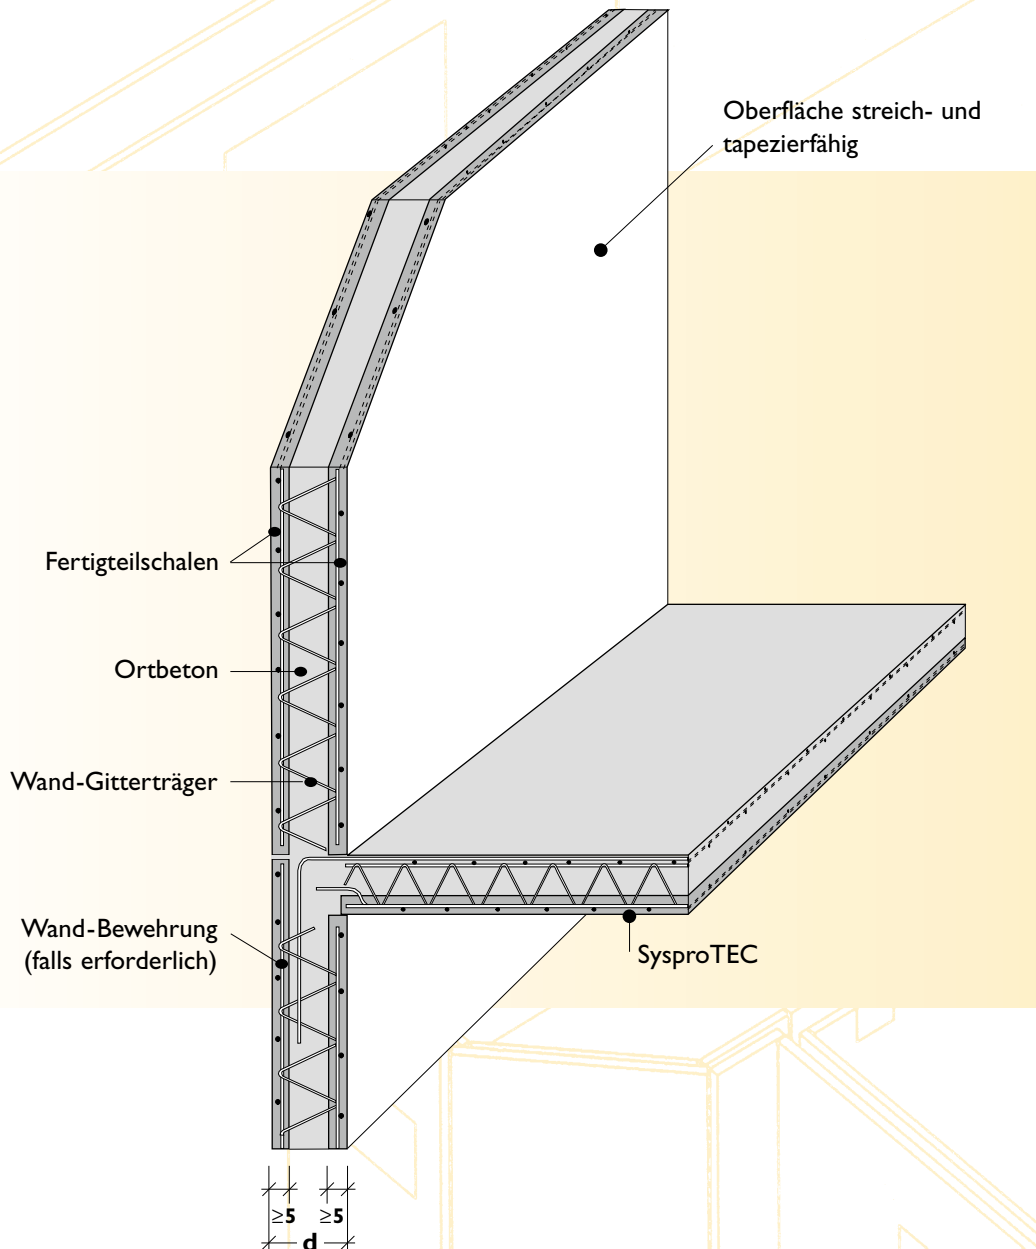 Oberfläche streich- und
tapezierfähig
Fertigteilschalen
Ortbeton
Wand-Gitterträger
Wand-Bewehrung
(falls erforderlich)
SysproTEC
≥5 ≥5
d